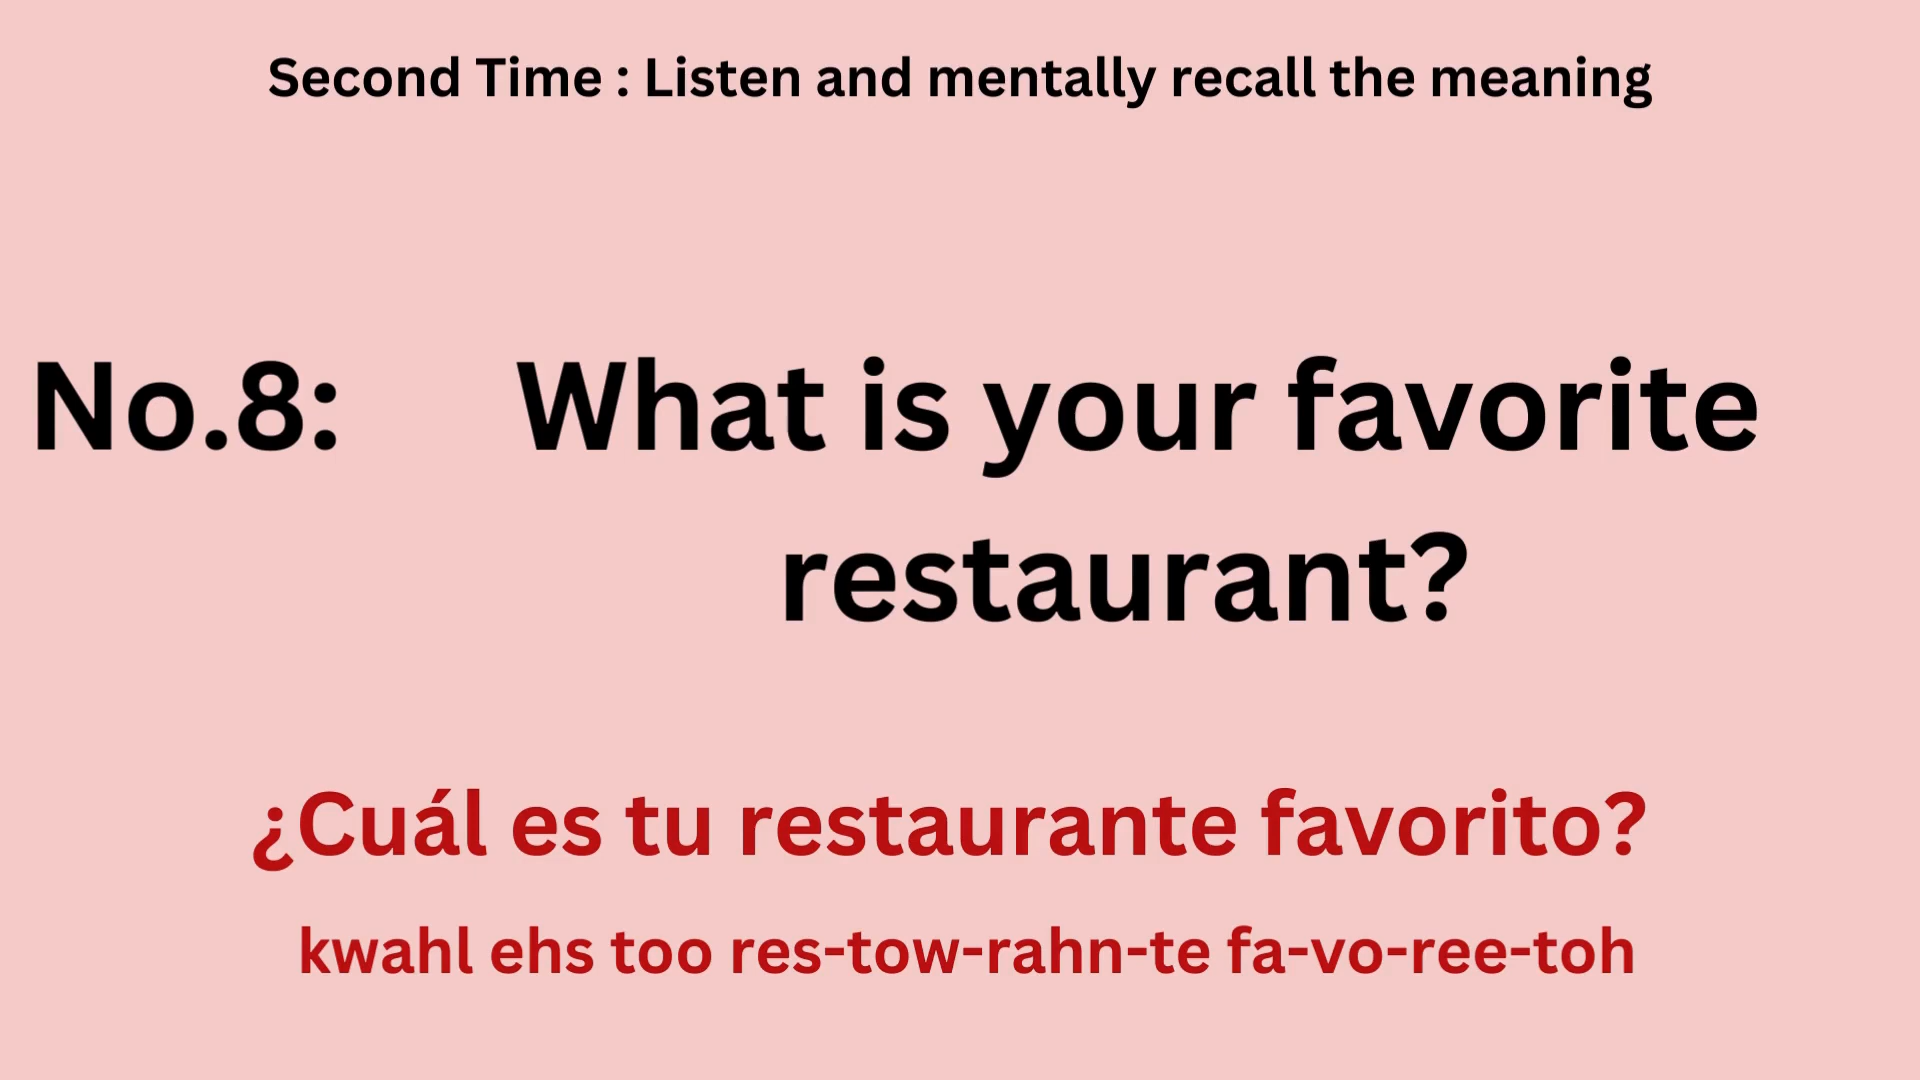 Second Time : Listen and mentally recall the meaning
No.8: What is your favorite
restaurant?
¿Cuál es tu restaurante favorito?
kwahl ehs too res-tow-rahn-te fa-vo-ree-toh